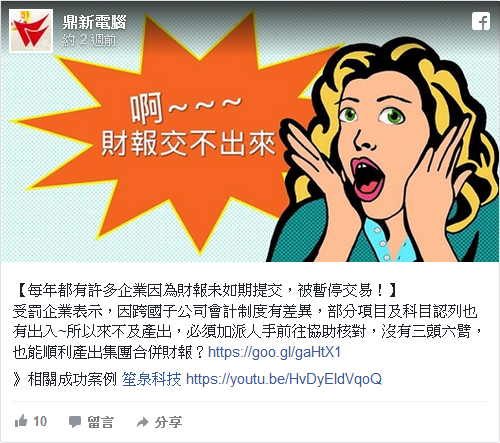 鼎新電腦
約 2 週前
啊~~~
財報交不出來
【每年都有許多企業因為財報未如期提交，被暫停交易！】
受罰企業表示，因跨國子公司會計制度有差異，部分項目及科目認列也
有出入~所以來不及產出，必須加派人手前往協助核對，沒有三頭六臂，
也能順利產出集團合併財報？https://goo.gl/gaHtX1
》相關成功案例 笙泉科技 https://youtu.be/HvDyEldVqoQ
10 留言 分享